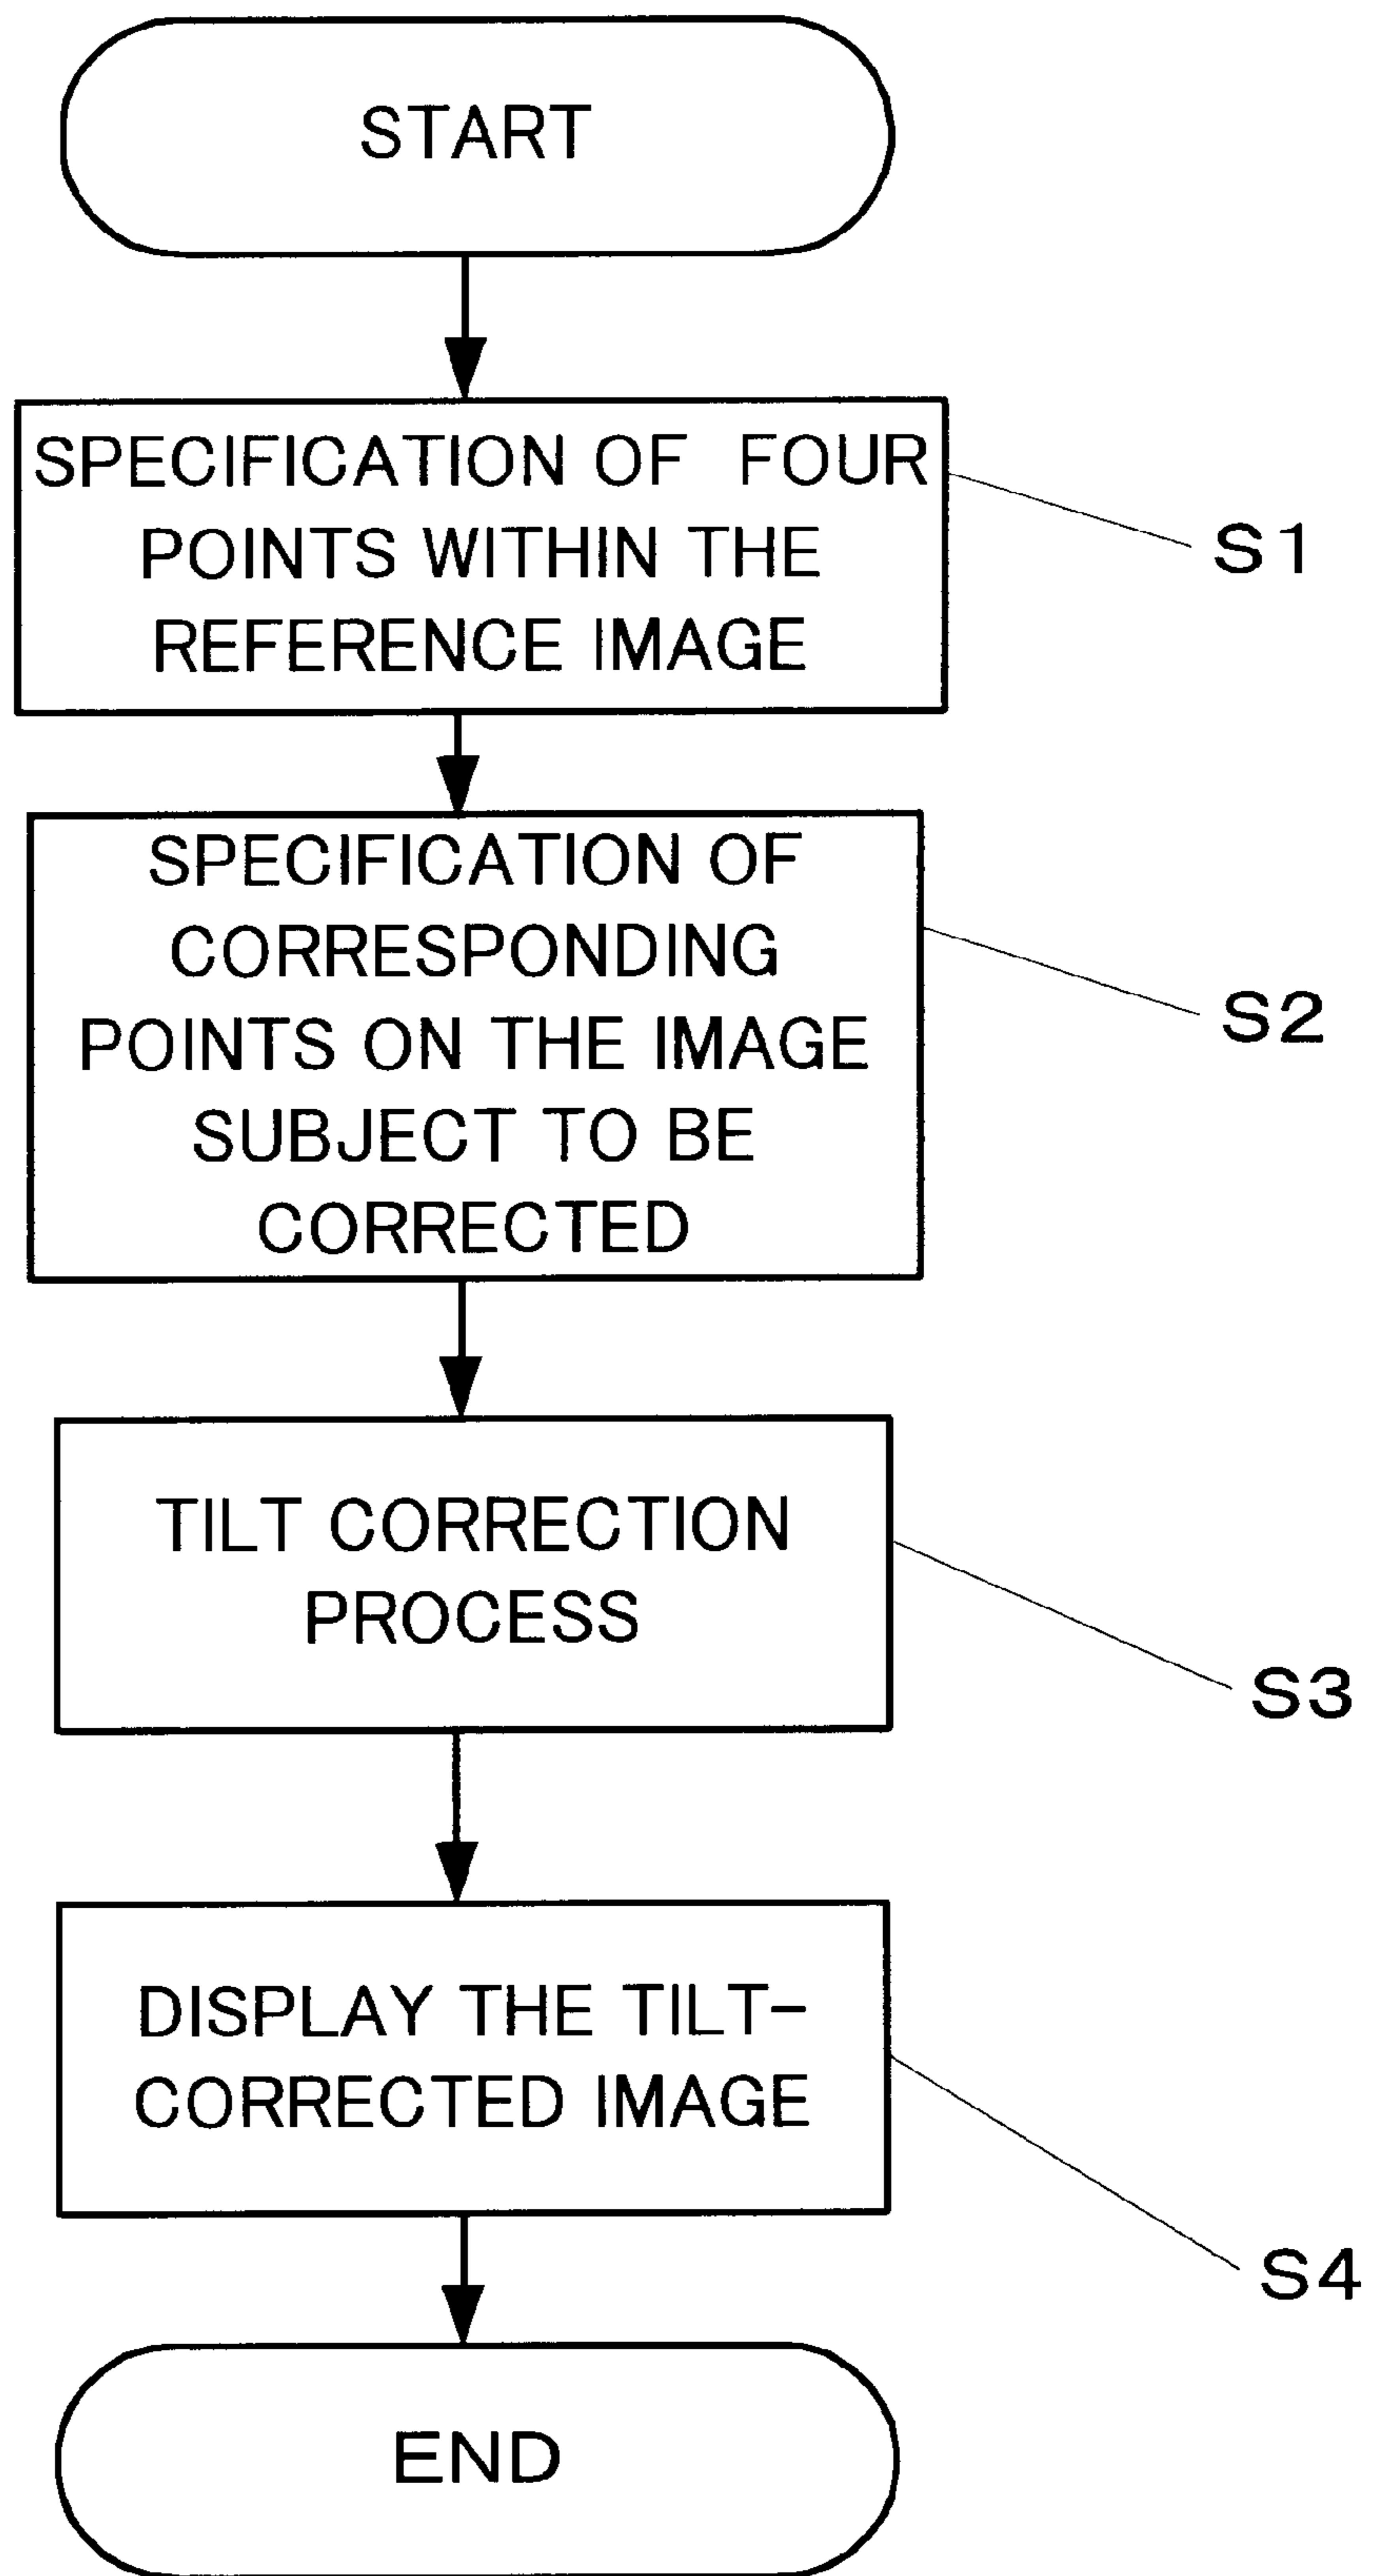 START
SPECIFICATION OF FOUR
POINTS WITHIN THE
REFERENCE IMAGE
S1
SPECIFICATION OF
CORRESPONDING
POINTS ON THE IMAGE
SUBJECT TO BE
CORRECTED
S2
TILT CORRECTION
PROCESS
S3
DISPLAY THE TILT-
CORRECTED IMAGE
S4
END